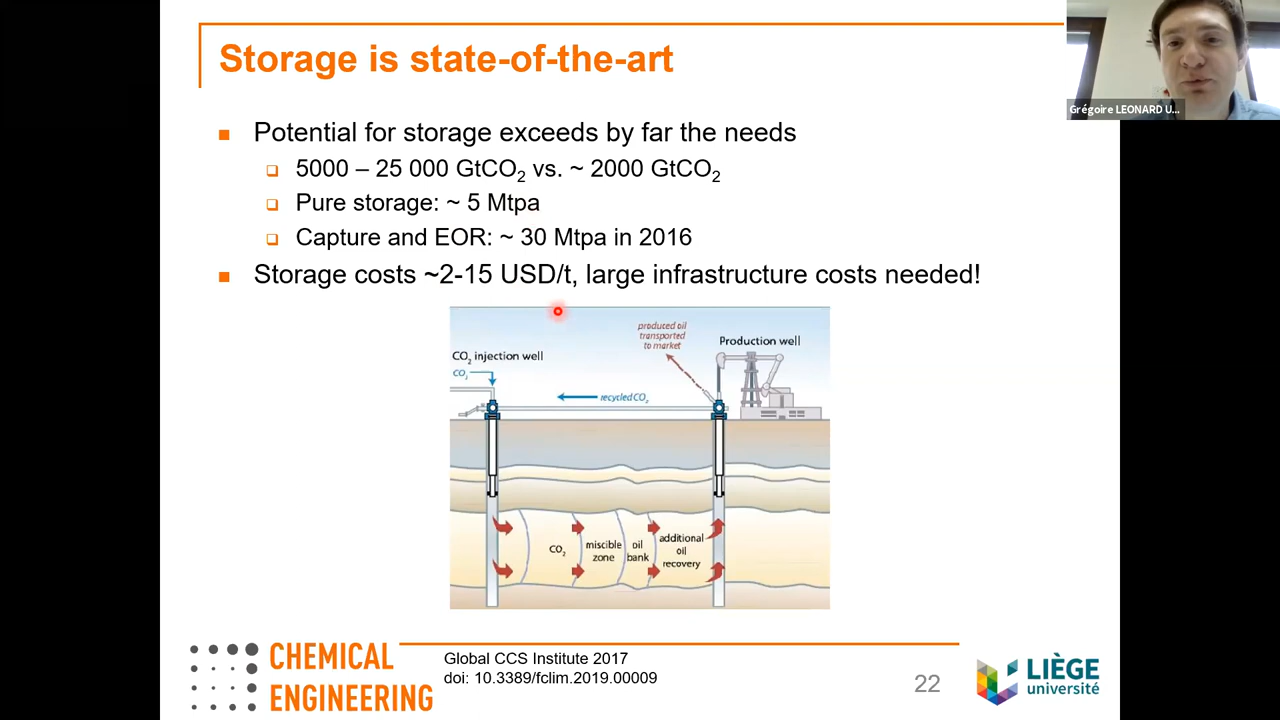 Storage is state-of-the-art
Grégoire LEONARD U...
Potential for storage exceeds by far the needs
5000 – 25 000 GtCO₂ vs. ~ 2000 GtCO₂
Pure storage: ~ 5 Mtpa
Capture and EOR: ~ 30 Mtpa in 2016
Storage costs ~2-15 USD/t, large infrastructure costs needed!
produced oil
transported
to market
Production well
CO₂ injection well
CO₂
recycled CO₂
CO₂
miscible
zone
oil
bank
additional
oil
recovery
CHEMICAL
ENGINEERING
Global CCS Institute 2017
doi: 10.3389/fclim.2019.00009
22
LIÈGE
université